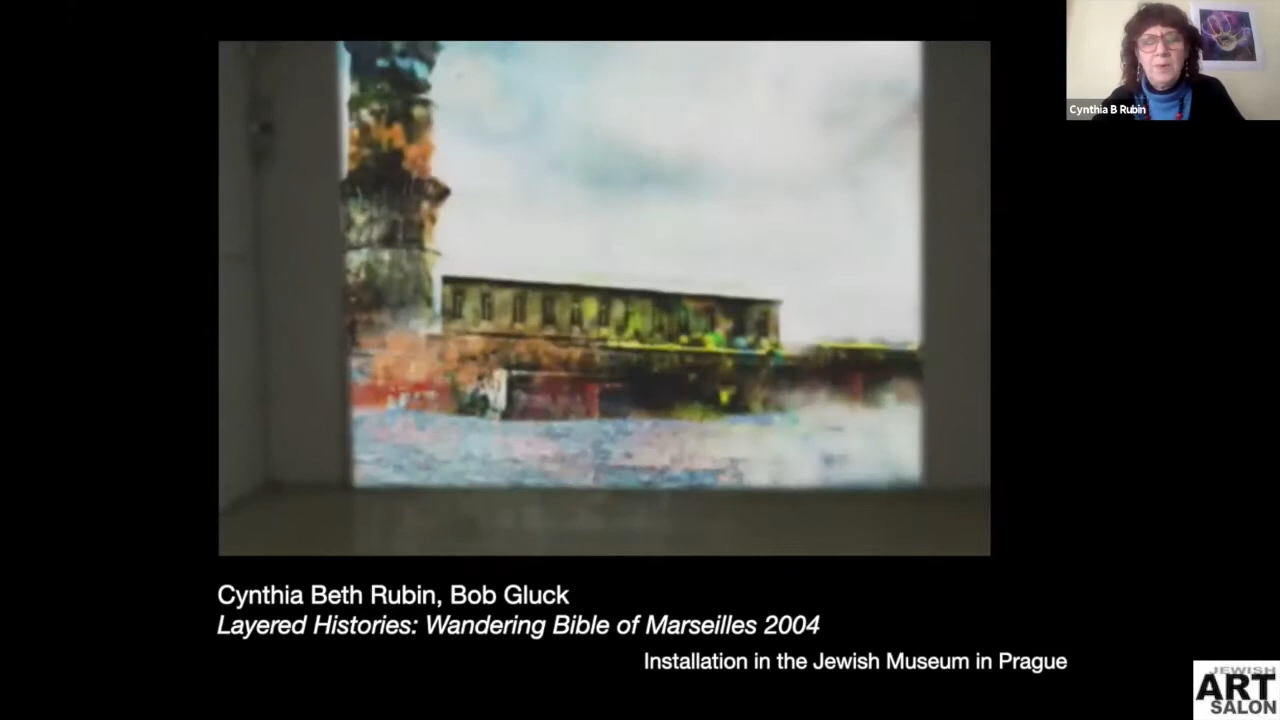 Cynthia B Rubin
Cynthia Beth Rubin, Bob Gluck
Layered Histories: Wandering Bible of Marseilles 2004
Installation in the Jewish Museum in Prague
JEWISH
ART
SALON